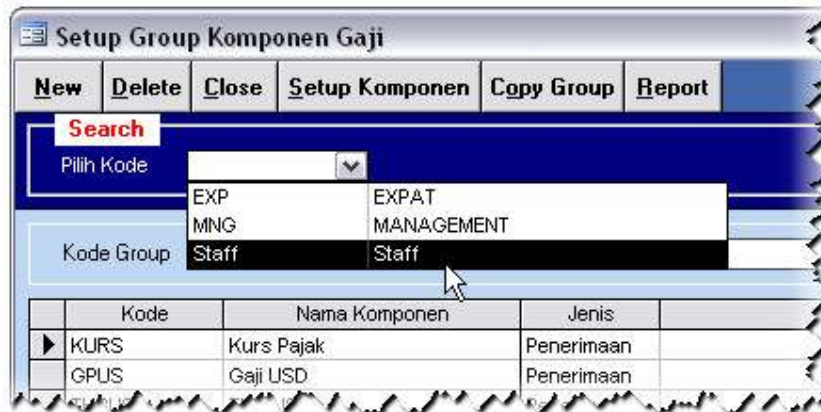 Setup Group Komponen Gaji
New Delete Close Setup Komponen Copy Group Report
Search
Pilih Kode
EXP EXPAT
MNG MANAGEMENT
Kode Group Staff Staff
Kode Nama Komponen Jenis
KURS Kurs Pajak Penerimaan
GPUS Gaji USD Penerimaan